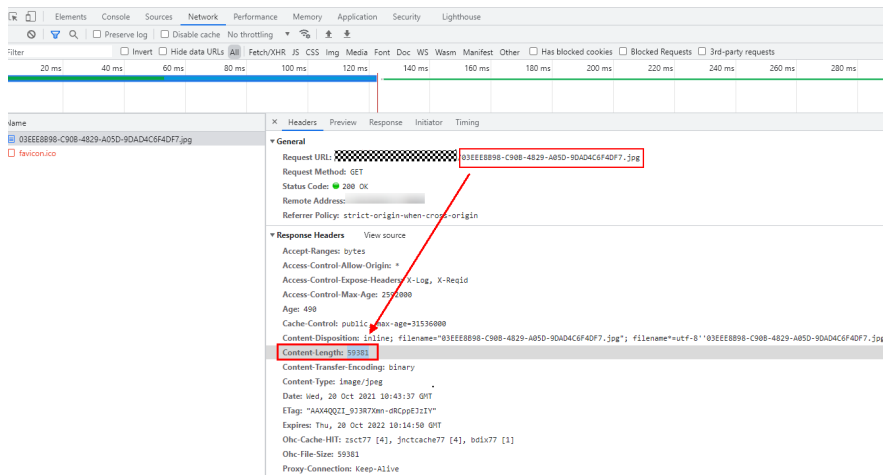 Elements Console Sources Network Performance Memory Application Security Lighthouse
Preserve log Disable cache No throttling
Filter Invert Hide data URLs All Fetch/XHR JS CSS Img Media Font Doc WS Wasm Manifest Other Has blocked cookies Blocked Requests 3rd-party requests
20 ms 40 ms 60 ms 80 ms 100 ms 120 ms 140 ms 160 ms 180 ms 200 ms 220 ms 240 ms 260 ms 280 ms
Name
03EEE8B98-C90B-4829-A05D-9DAD4C6F4DF7.jpg
favicon.ico
× Headers Preview Response Initiator Timing
▼ General
Request URL: 03EEE8B98-C90B-4829-A05D-9DAD4C6F4DF7.jpg
Request Method: GET
Status Code: 200 OK
Remote Address:
Referrer Policy: strict-origin-when-cross-origin
▼ Response Headers View source
Accept-Ranges: bytes
Access-Control-Allow-Origin: *
Access-Control-Expose-Headers: X-Log, X-Reqid
Access-Control-Max-Age: 2592000
Age: 490
Cache-Control: public, max-age=31536000
Content-Disposition: inline; filename="03EEE8B98-C90B-4829-A05D-9DAD4C6F4DF7.jpg"; filename*=utf-8''03EEE8B98-C90B-4829-A05D-9DAD4C6F4DF7.jpg
Content-Length: 59381
Content-Transfer-Encoding: binary
Content-Type: image/jpeg
Date: Wed, 20 Oct 2021 10:43:37 GMT
ETag: "AAX4QQZI_9J3R7Xmn-dRCppEJzIY"
Expires: Thu, 20 Oct 2022 10:14:50 GMT
Ohc-Cache-HIT: zsct77 [4], jnctcache77 [4], bdix77 [1]
Ohc-File-Size: 59381
Proxy-Connection: Keep-Alive